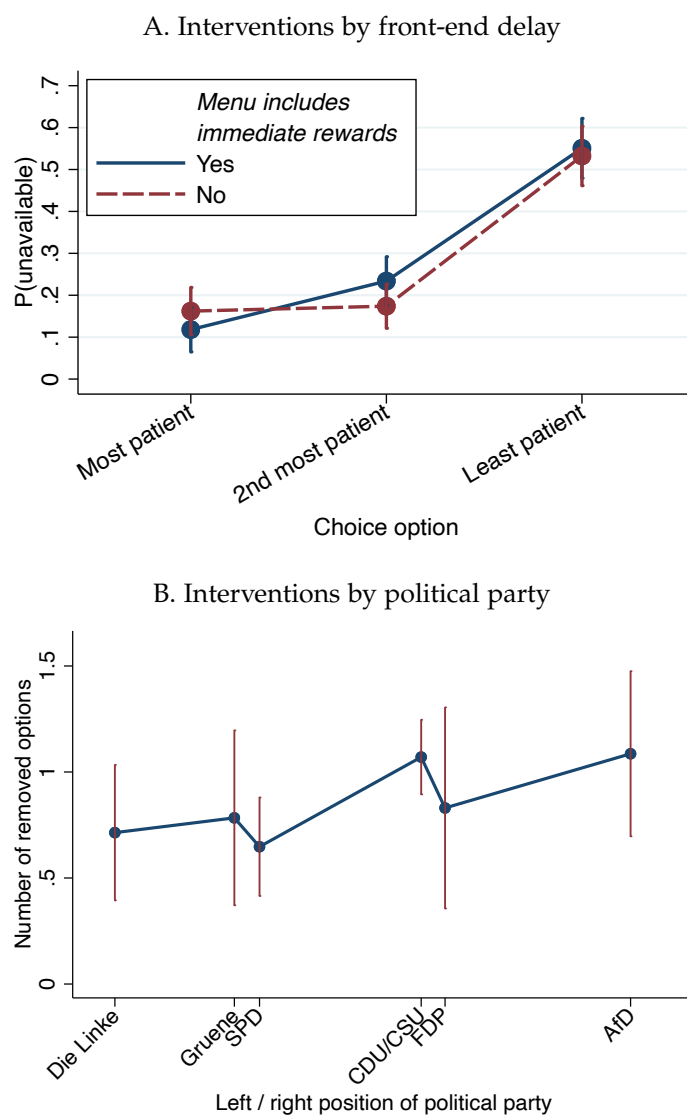 A. Interventions by front-end delay
P(unavailable)
.7
.6
.5
.4
.3
.2
.1
0
Menu includes
immediate rewards
Yes
No
Most patient
2nd most patient
Least patient
Choice option
B. Interventions by political party
Number of removed options
1.5
1
.5
0
Die Linke
Gruene
SPD
CDU/CSU
FDP
AfD
Left / right position of political party